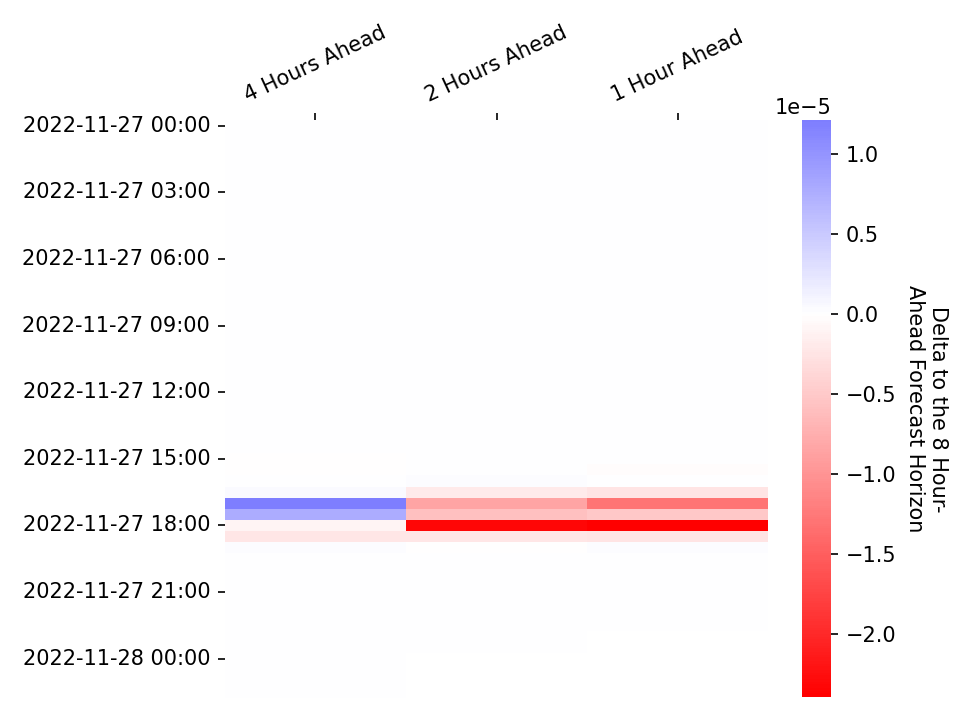 4 Hours Ahead
2 Hours Ahead
1 Hour Ahead
2022-11-27 00:00
2022-11-27 03:00
2022-11-27 06:00
2022-11-27 09:00
2022-11-27 12:00
2022-11-27 15:00
2022-11-27 18:00
2022-11-27 21:00
2022-11-28 00:00
1e−5
1.0
0.5
0.0
−0.5
−1.0
−1.5
−2.0
Delta to the 8 Hour-
Ahead Forecast Horizon